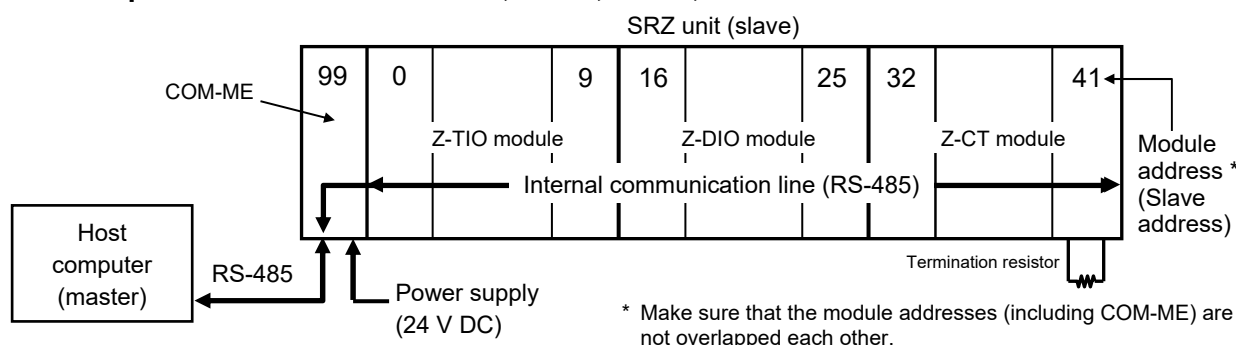 SRZ unit (slave)
99 0 9 16 25 32 41
COM-ME
Z-TIO module Z-DIO module Z-CT module
Module
address *
(Slave
address)
Internal communication line (RS-485)
Host
computer
(master)
RS-485
Power supply
(24 V DC)
Termination resistor
* Make sure that the module addresses (including COM-ME) are
not overlapped each other.